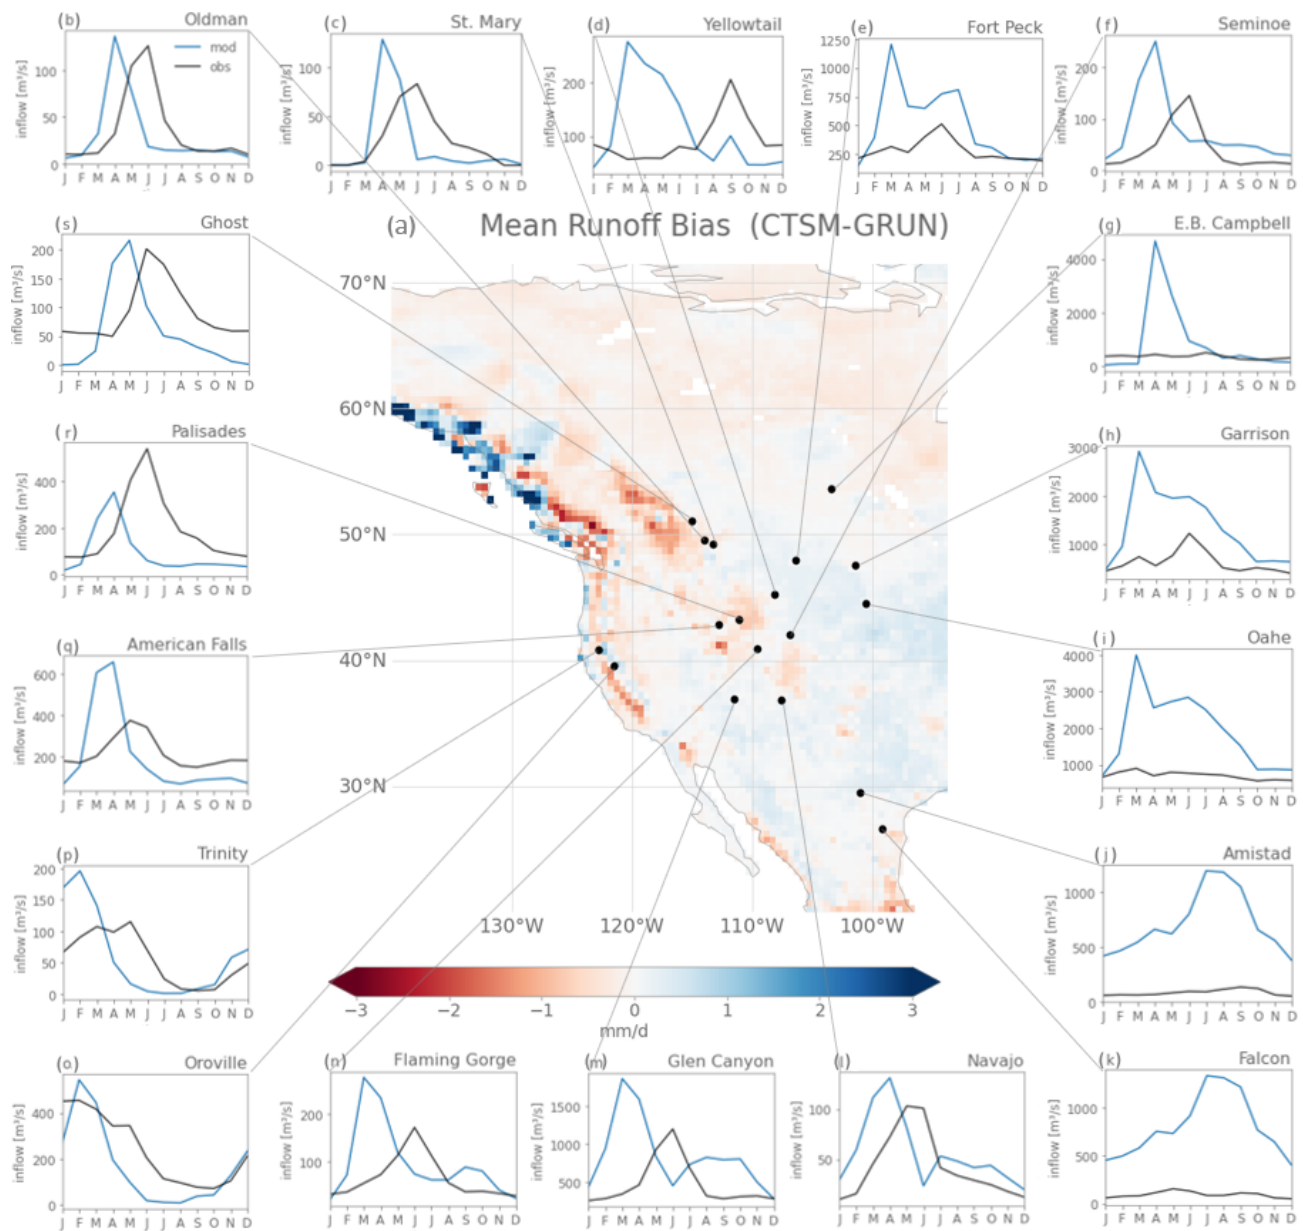 (b) Oldman
(c) St. Mary
(d) Yellowtail
(e) Fort Peck
(f) Seminoe
inflow [m³/s]
100
50
0
mod
obs
J F M A M J J A S O N D
inflow [m³/s]
100
50
0
J F M A M J J A S O N D
inflow [m³/s]
200
100
J F M A M J J A S O N D
inflow [m³/s]
1250
1000
750
500
250
J F M A M J J A S O N D
inflow [m³/s]
200
100
0
J F M A M J J A S O N D
(s) Ghost
inflow [m³/s]
200
150
100
50
0
J F M A M J J A S O N D
(a) Mean Runoff Bias (CTSM-GRUN)
70°N
60°N
50°N
40°N
30°N
130°W 120°W 110°W 100°W
−3 −2 −1 0 1 2 3
mm/d
(g) E.B. Campbell
inflow [m³/s]
4000
2000
0
J F M A M J J A S O N D
(r) Palisades
inflow [m³/s]
400
200
0
J F M A M J J A S O N D
(h) Garrison
inflow [m³/s]
3000
2000
1000
J F M A M J J A S O N D
(q) American Falls
inflow [m³/s]
600
400
200
J F M A M J J A S O N D
(i) Oahe
inflow [m³/s]
4000
3000
2000
1000
J F M A M J J A S O N D
(p) Trinity
inflow [m³/s]
200
150
100
50
0
J F M A M J J A S O N D
(j) Amistad
inflow [m³/s]
1000
500
0
J F M A M J J A S O N D
(o) Oroville
inflow [m³/s]
400
200
0
J F M A M J J A S O N D
(n) Flaming Gorge
inflow [m³/s]
200
100
J F M A M J J A S O N D
(m) Glen Canyon
inflow [m³/s]
1500
1000
500
J F M A M J J A S O N D
(l) Navajo
inflow [m³/s]
100
50
J F M A M J J A S O N D
(k) Falcon
inflow [m³/s]
1000
500
0
J F M A M J J A S O N D